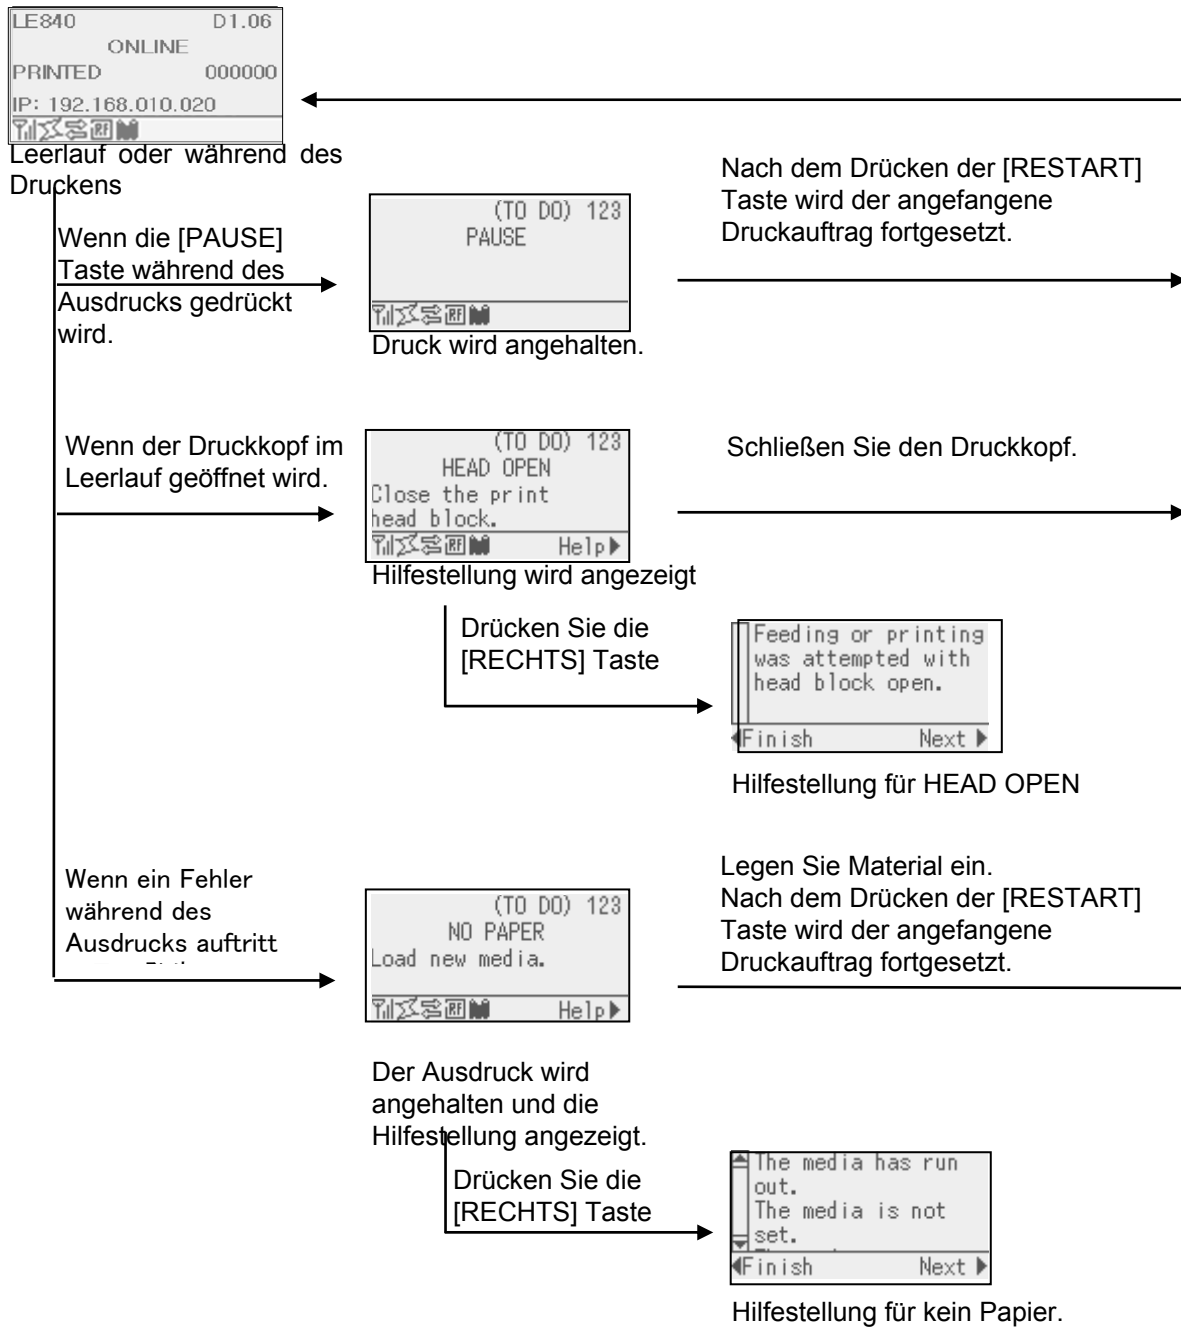 LE840 D1.06
ONLINE
PRINTED 000000
IP: 192.168.010.020
RF
Leerlauf oder während des
Druckens
Wenn die [PAUSE]
Taste während des
Ausdrucks gedrückt
wird.
(TO DO) 123
PAUSE
RF
Druck wird angehalten.
Nach dem Drücken der [RESTART]
Taste wird der angefangene
Druckauftrag fortgesetzt.
Wenn der Druckkopf im
Leerlauf geöffnet wird.
(TO DO) 123
HEAD OPEN
Close the print
head block.
RF Help
Hilfestellung wird angezeigt
Schließen Sie den Druckkopf.
Drücken Sie die
[RECHTS] Taste
Feeding or printing
was attempted with
head block open.
Finish Next
Hilfestellung für HEAD OPEN
Wenn ein Fehler
während des
Ausdrucks auftritt
(TO DO) 123
NO PAPER
Load new media.
RF Help
Legen Sie Material ein.
Nach dem Drücken der [RESTART]
Taste wird der angefangene
Druckauftrag fortgesetzt.
Der Ausdruck wird
angehalten und die
Hilfestellung angezeigt.
Drücken Sie die
[RECHTS] Taste
The media has run
out.
The media is not
set.
Finish Next
Hilfestellung für kein Papier.